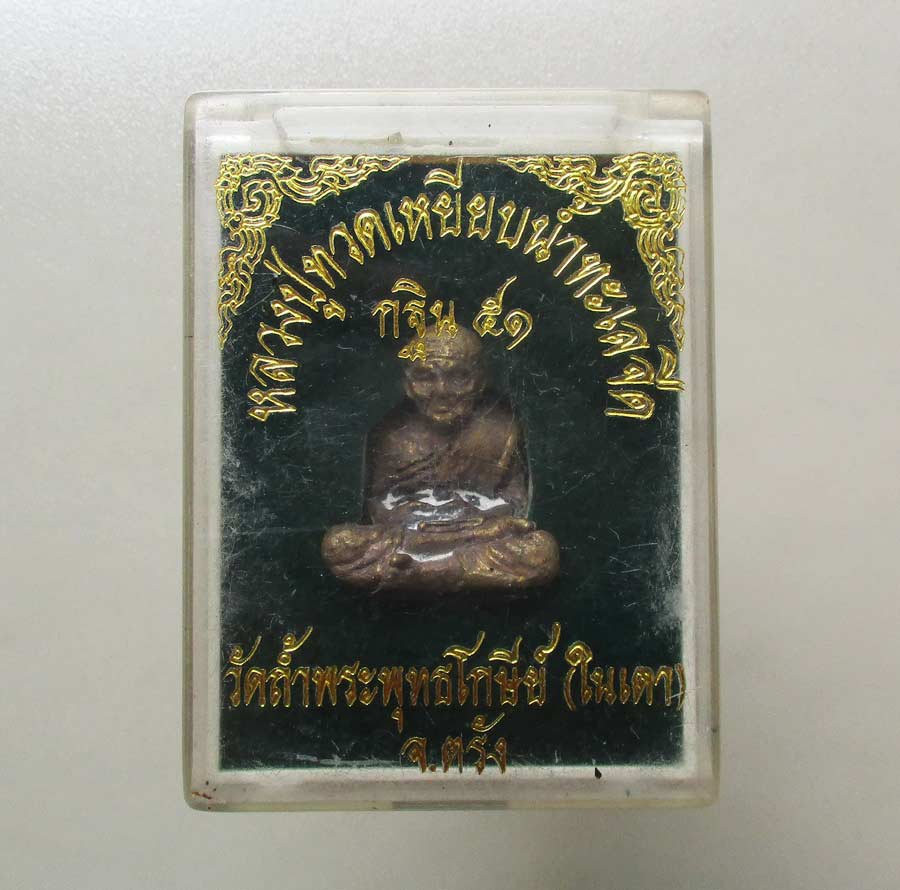 หลวงปู่ทวดเหยียบน้ำทะเลจืด
กฐิน ๕๑
วัดถ้ำพระพุทธโกษีย์ (ในเตา)
จ.ตรัง